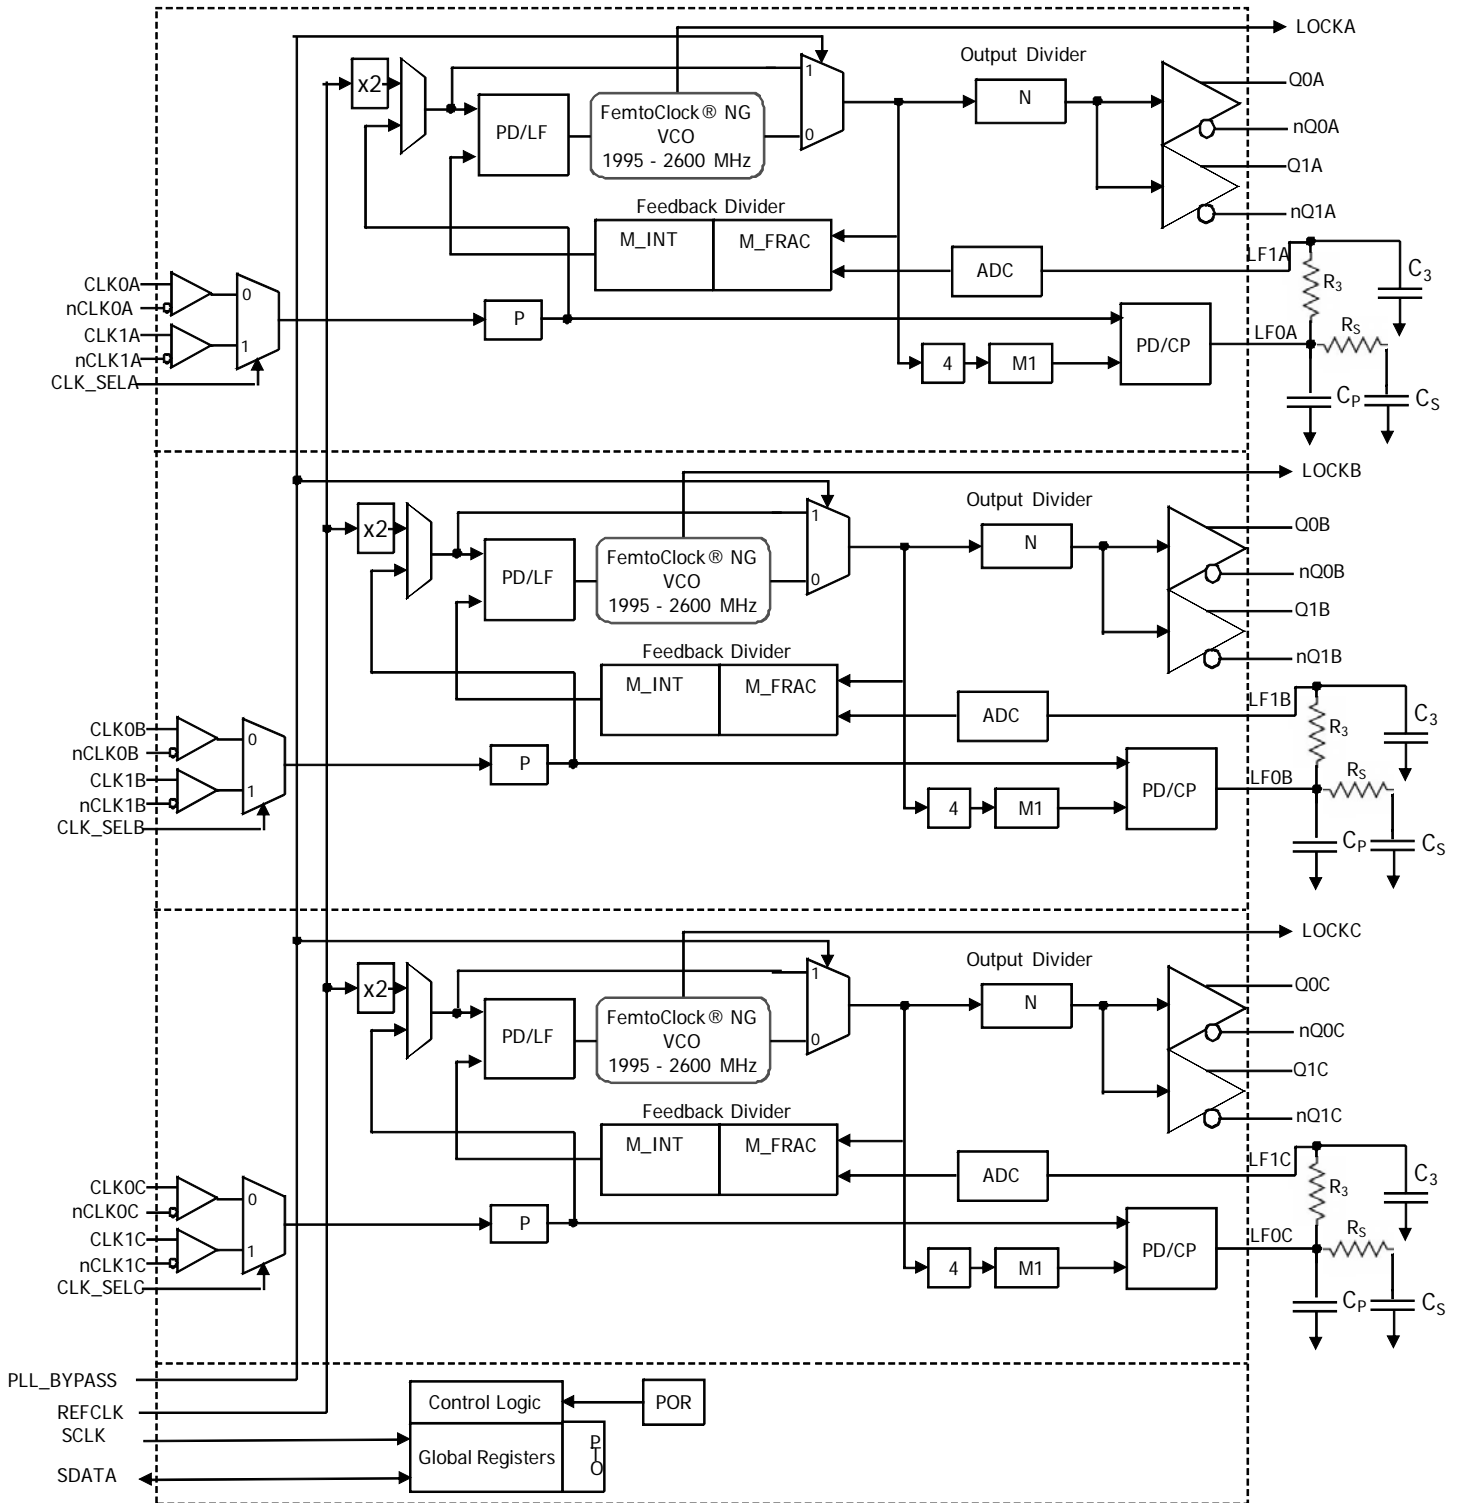 LOCKA
Output Divider
Q0A
x2
1
N
FemtoClock® NG
VCO
1995 - 2600 MHz
PD/LF
0
nQ0A
Q1A
Feedback Divider
nQ1A
M_INT
M_FRAC
LF1A
ADC
CLK0A
0
nCLK0A
C3
R3
P
CLK1A
1
nCLK1A
LF0A
RS
PD/CP
4
M1
CLK_SELA
CP
CS
LOCKB
Output Divider
Q0B
x2
1
N
FemtoClock® NG
VCO
1995 - 2600 MHz
PD/LF
0
nQ0B
Q1B
Feedback Divider
nQ1B
M_INT
M_FRAC
LF1B
ADC
CLK0B
0
nCLK0B
C3
R3
P
CLK1B
1
nCLK1B
LF0B
RS
PD/CP
4
M1
CLK_SELB
CP
CS
LOCKC
Output Divider
Q0C
x2
1
N
FemtoClock® NG
VCO
1995 - 2600 MHz
PD/LF
0
nQ0C
Q1C
Feedback Divider
nQ1C
M_INT
M_FRAC
LF1C
ADC
CLK0C
0
nCLK0C
C3
R3
P
CLK1C
1
nCLK1C
LF0C
RS
PD/CP
4
M1
CLK_SELC
CP
CS
PLL_BYPASS
REFCLK
Control Logic
POR
SCLK
Global Registers
OTP
SDATA